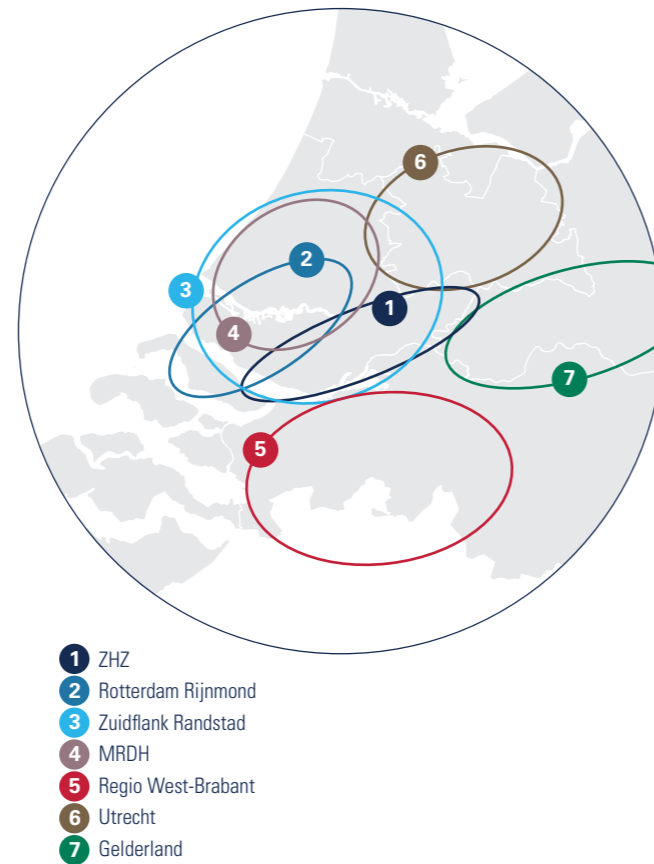 6
2
3
1
4
7
5
1 ZHZ
2 Rotterdam Rijnmond
3 Zuidflank Randstad
4 MRDH
5 Regio West-Brabant
6 Utrecht
7 Gelderland